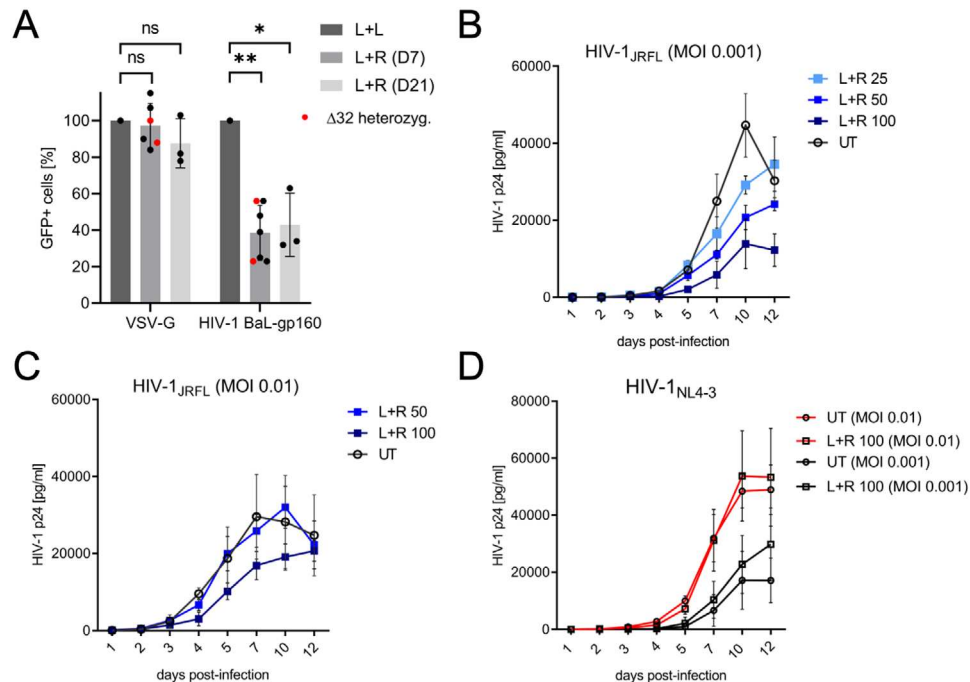 A
ns
ns
*
**
L+L
L+R (D7)
L+R (D21)
Δ32 heterozyg.
GFP+ cells [%]
100
80
60
40
20
0
VSV-G
HIV-1 BaL-gp160
B
HIV-1JRFL (MOI 0.001)
HIV-1 p24 [pg/ml]
60000
40000
20000
0
1 2 3 4 5 7 10 12
days post-infection
L+R 25
L+R 50
L+R 100
UT
C
HIV-1JRFL (MOI 0.01)
HIV-1 p24 [pg/ml]
60000
40000
20000
0
1 2 3 4 5 7 10 12
days post-infection
L+R 50
L+R 100
UT
D
HIV-1NL4-3
HIV-1 p24 [pg/ml]
80000
60000
40000
20000
0
1 2 3 4 5 7 10 12
days post-infection
UT (MOI 0.01)
L+R 100 (MOI 0.01)
UT (MOI 0.001)
L+R 100 (MOI 0.001)